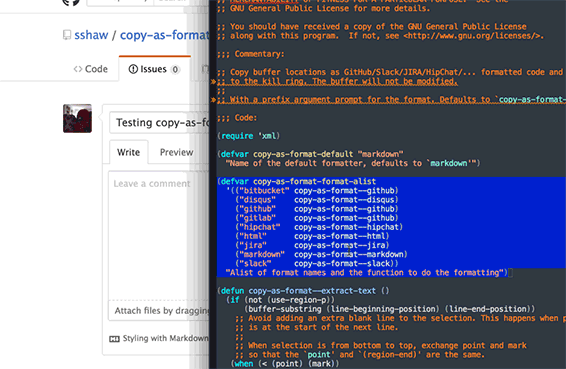 sshaw / copy-as-format
Code
Issues 0
Testing copy-as-fo
Write
Preview
Leave a comment
Attach files by dragging
Styling with Markdown
;; GNU General Public License for more details.
;; You should have received a copy of the GNU General Public License
;; along with this program.  If not, see <http://www.gnu.org/licenses/>.
;;; Commentary:
;; Copy buffer locations as GitHub/Slack/JIRA/HipChat/... formatted code and
;; to the kill ring. The buffer will not be modified.
;;
;; With a prefix argument prompt for the format. Defaults to `copy-as-format-
;;; Code:
(require 'xml)
(defvar copy-as-format-default "markdown"
  "Name of the default formatter, defaults to `markdown'")
(defvar copy-as-format-format-alist
  '(("bitbucket" copy-as-format--github)
    ("disqus"    copy-as-format--disqus)
    ("github"    copy-as-format--github)
    ("gitlab"    copy-as-format--github)
    ("hipchat"   copy-as-format--hipchat)
    ("html"      copy-as-format--html)
    ("jira"      copy-as-format--jira)
    ("markdown"  copy-as-format--markdown)
    ("slack"     copy-as-format--slack))
  "Alist of format names and the function to do the formatting")
(defun copy-as-format--extract-text ()
  (if (not (use-region-p))
      (buffer-substring (line-beginning-position) (line-end-position))
    ;; Avoid adding an extra blank line to the selection. This happens when p
    ;; is at the start of the next line.
    ;;
    ;; When selection is from bottom to top, exchange point and mark
    ;; so that the `point' and `(region-end)' are the same.
    (when (< (point) (mark))